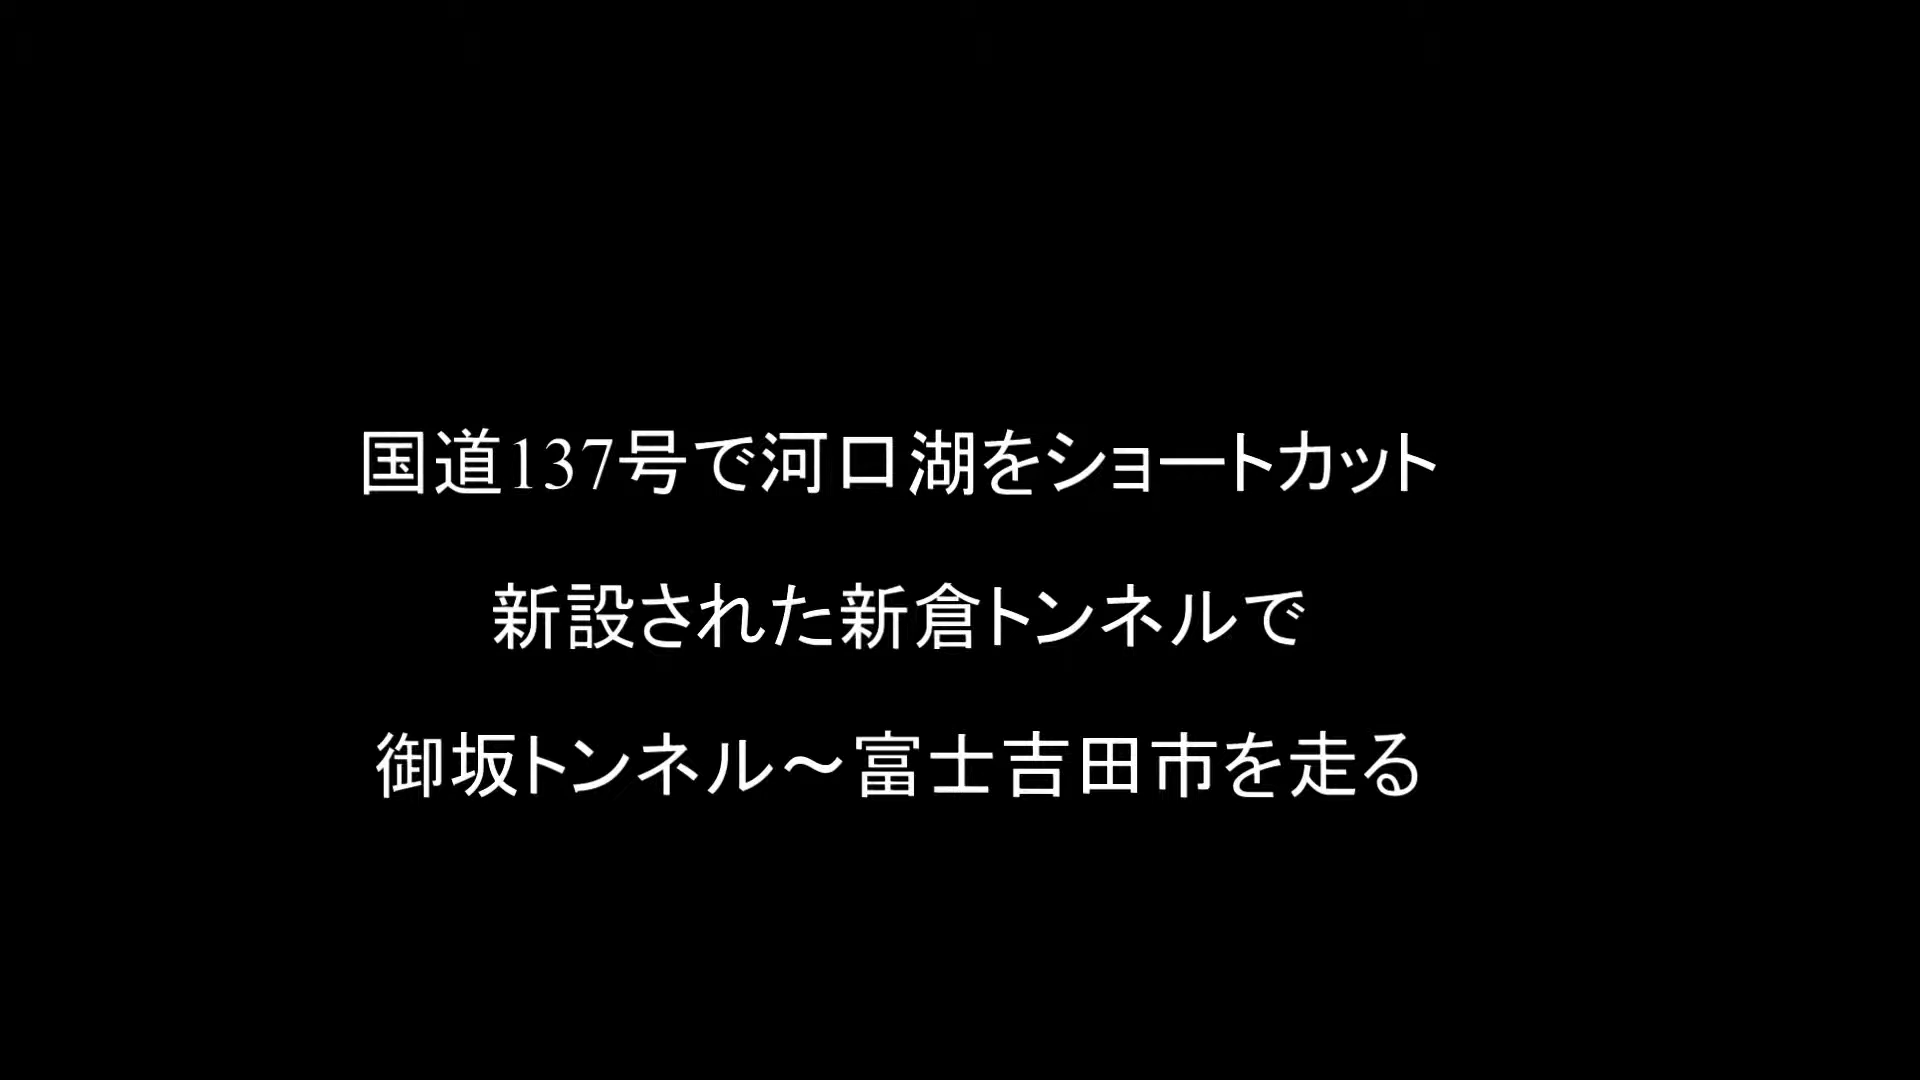 国道137号で河口湖をショートカット
新設された新倉トンネルで
御坂トンネル～富士吉田市を走る